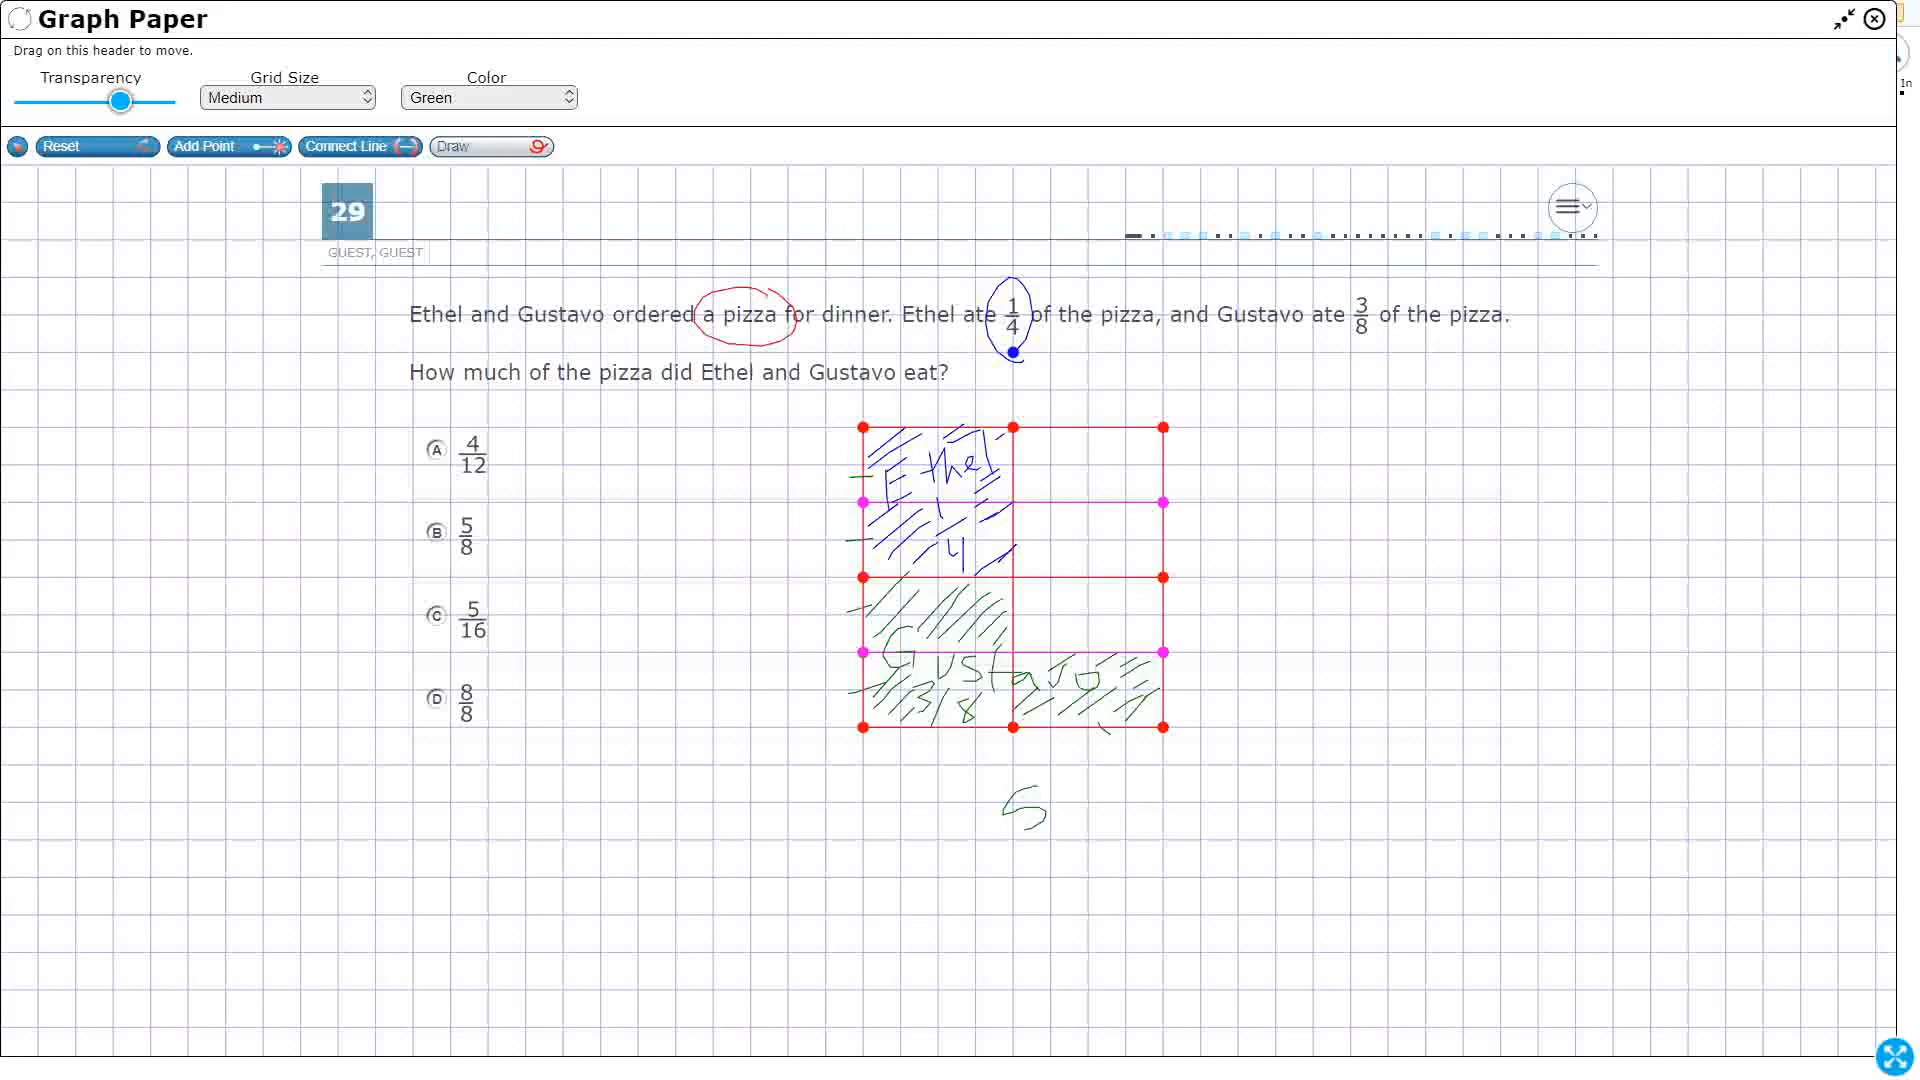 Graph Paper
Drag on this header to move.
Transparency Grid Size Color
Medium Green
Reset Add Point Connect Line Draw
29
GUEST, GUEST
Ethel and Gustavo ordered a pizza for dinner. Ethel ate 1/4 of the pizza, and Gustavo ate 3/8 of the pizza.
How much of the pizza did Ethel and Gustavo eat?
A 4/12
B 5/8
C 5/16
D 8/8
Ethel
1/4
Gustavo
3/8
5
In